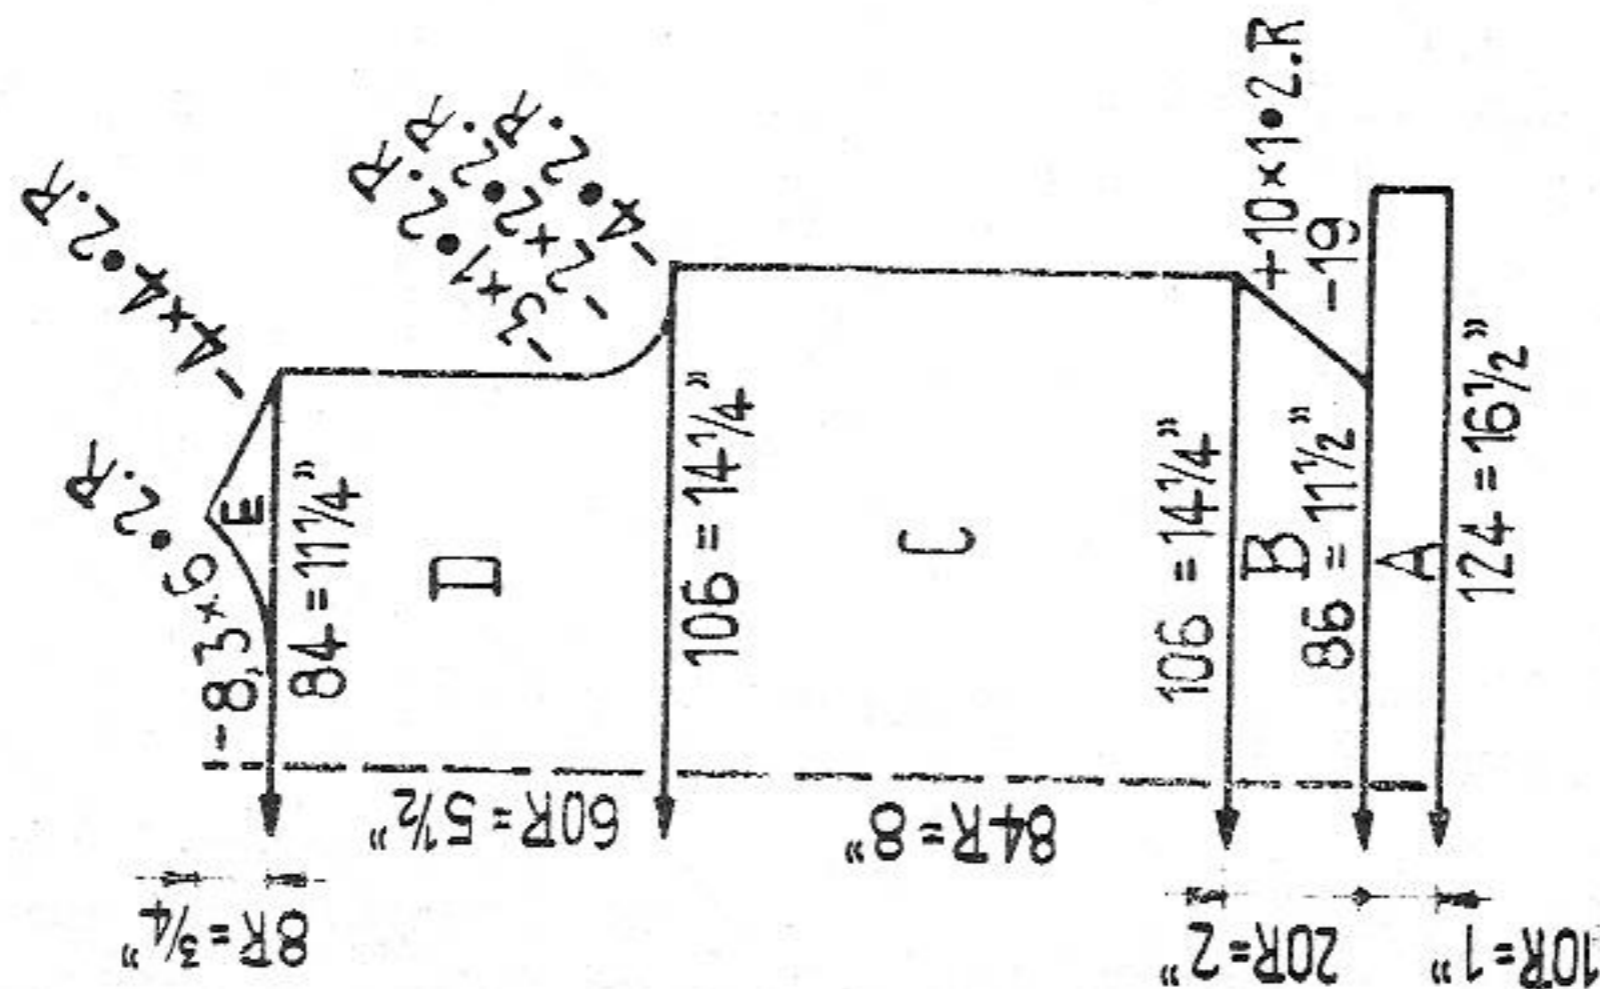 -4×4•2.R
-8,3×6•2.R
E
84=11¼"
-3×1•2.R
-2×2•2.R.
-4•2.R.
D
106=14¼"
C
106=14¼"
B
+10×1•2.R
-19
86=11½"
A
124=16½"
8R=¾"
60R=5½"
84R=8"
20R=2"
10R=1"